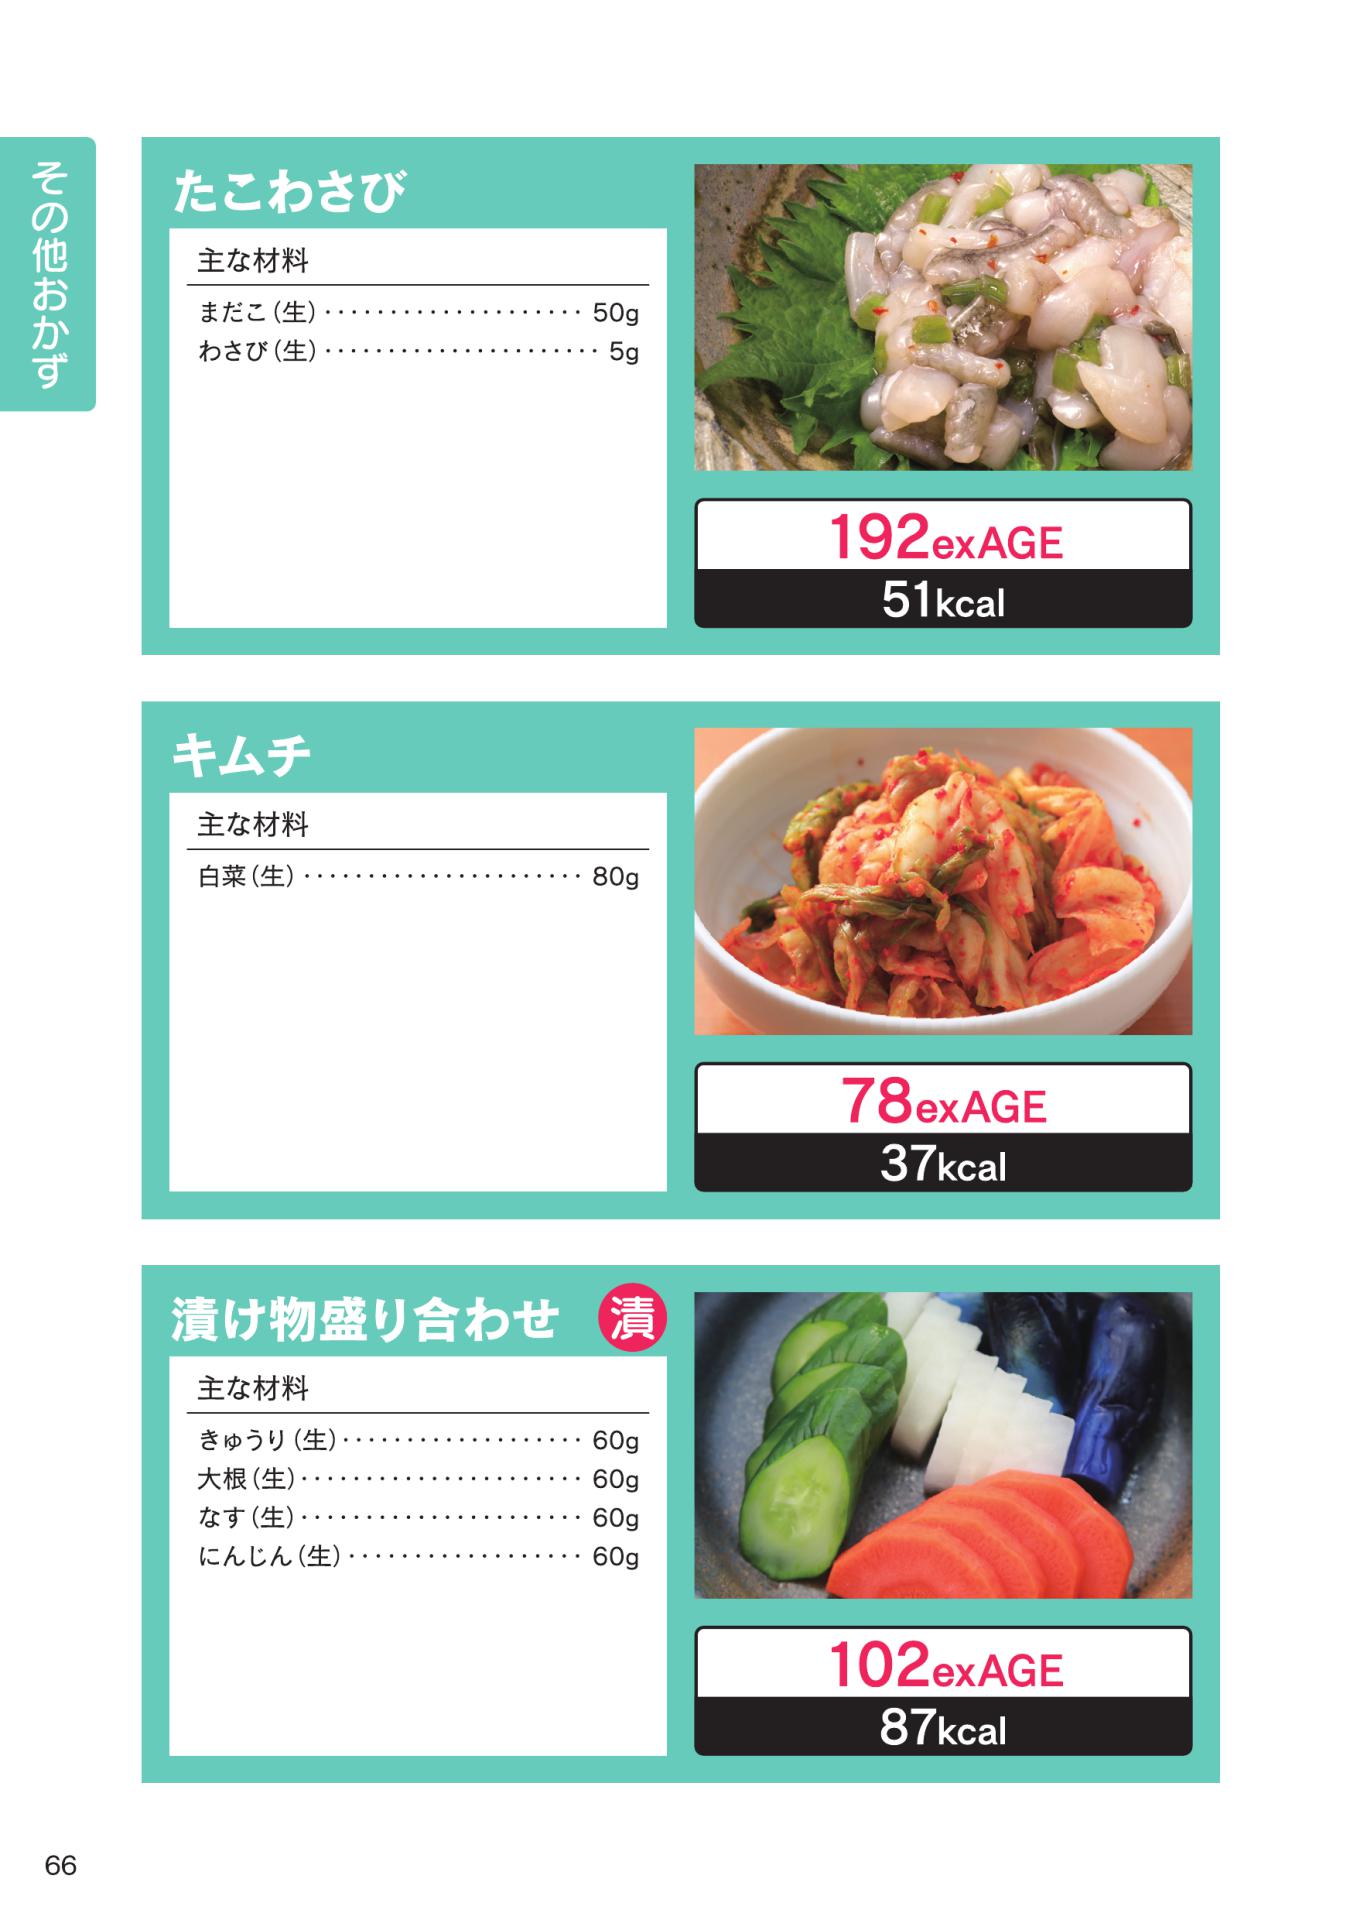 その他おかず
たこわさび
主な材料
まだこ（生）・・・・・・・・・・・・・・・・・・・・ 50g
わさび（生）・・・・・・・・・・・・・・・・・・・・・ 5g
192exAGE
51kcal
キムチ
主な材料
白菜（生）・・・・・・・・・・・・・・・・・・・・・・ 80g
78exAGE
37kcal
漬け物盛り合わせ 漬
主な材料
きゅうり（生）・・・・・・・・・・・・・・・・・・・ 60g
大根（生）・・・・・・・・・・・・・・・・・・・・・・ 60g
なす（生）・・・・・・・・・・・・・・・・・・・・・・ 60g
にんじん（生）・・・・・・・・・・・・・・・・・・ 60g
102exAGE
87kcal
66